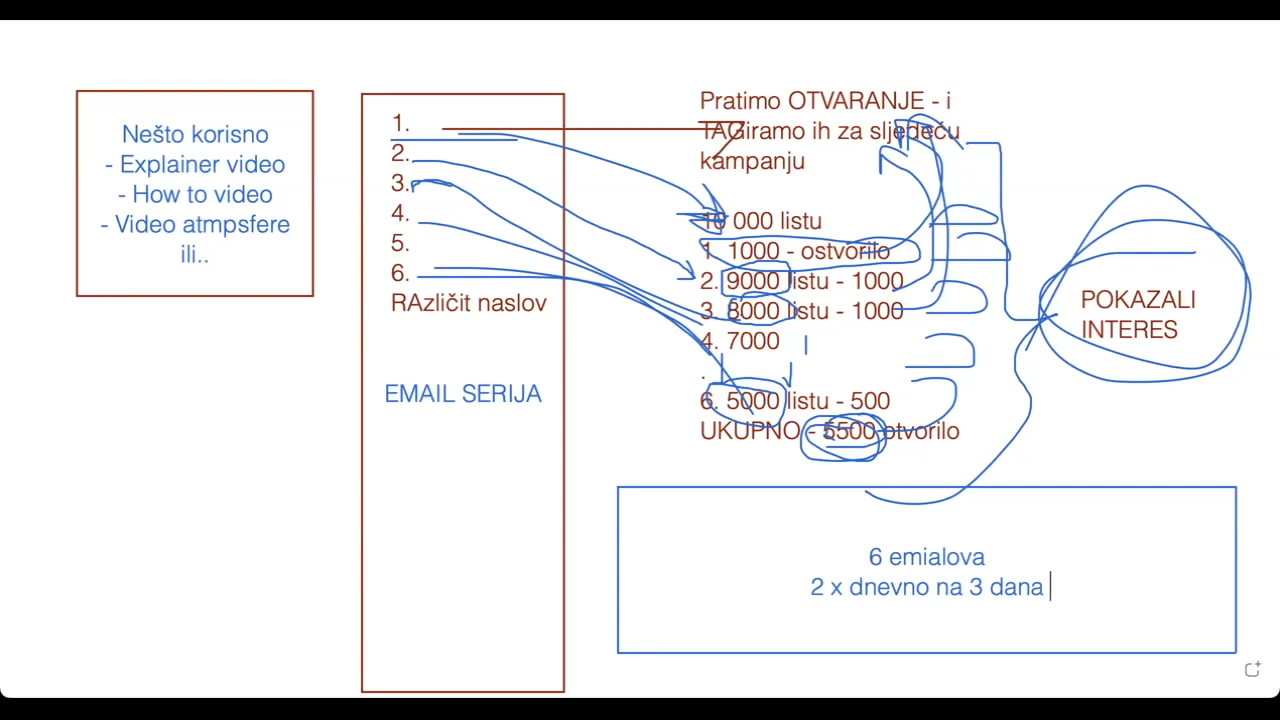 Nešto korisno
- Explainer video
- How to video
- Video atmpsfere
ili..
1.
2.
3.
4.
5.
6.
RAzličit naslov
EMAIL SERIJA
Pratimo OTVARANJE - i
TAGiramo ih za sljedeću
kampanju
10 000 listu
1. 1000 - ostvorilo
2. 9000 listu - 1000
3. 8000 listu - 1000
4. 7000
.
6. 5000 listu - 500
UKUPNO - 5500 otvorilo
POKAZALI
INTERES
6 emialova
2 x dnevno na 3 dana